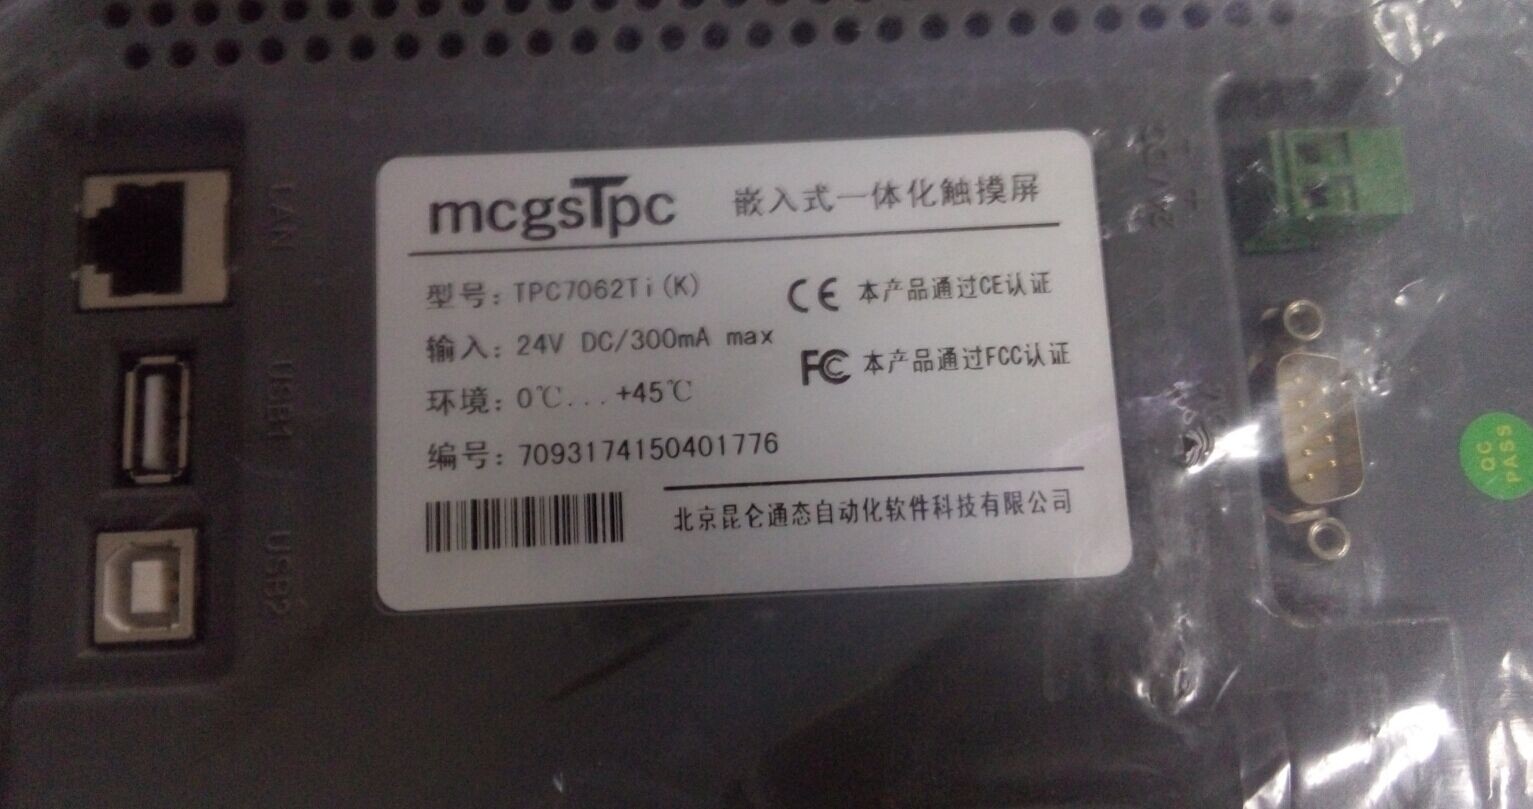 mcgsTpc 嵌入式一体化触摸屏
型号: TPC7062Ti(K)
CE 本产品通过CE认证
输入: 24V DC/300mA max
FC 本产品通过FCC认证
环境: 0℃...+45℃
编号: 7093174150401776
北京昆仑通态自动化软件科技有限公司
LAN
USB1
USB2
QC
PASS